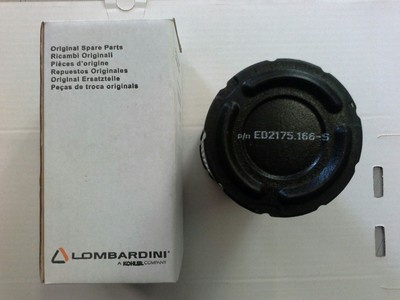 Original Spare Parts
Ricambi Originali
Pièces d'origine
Repuestos Originales
Original Ersatzteile
Peças de troca originals
LOMBARDINI
A KOHLER COMPANY
p/n ED2175.166-S